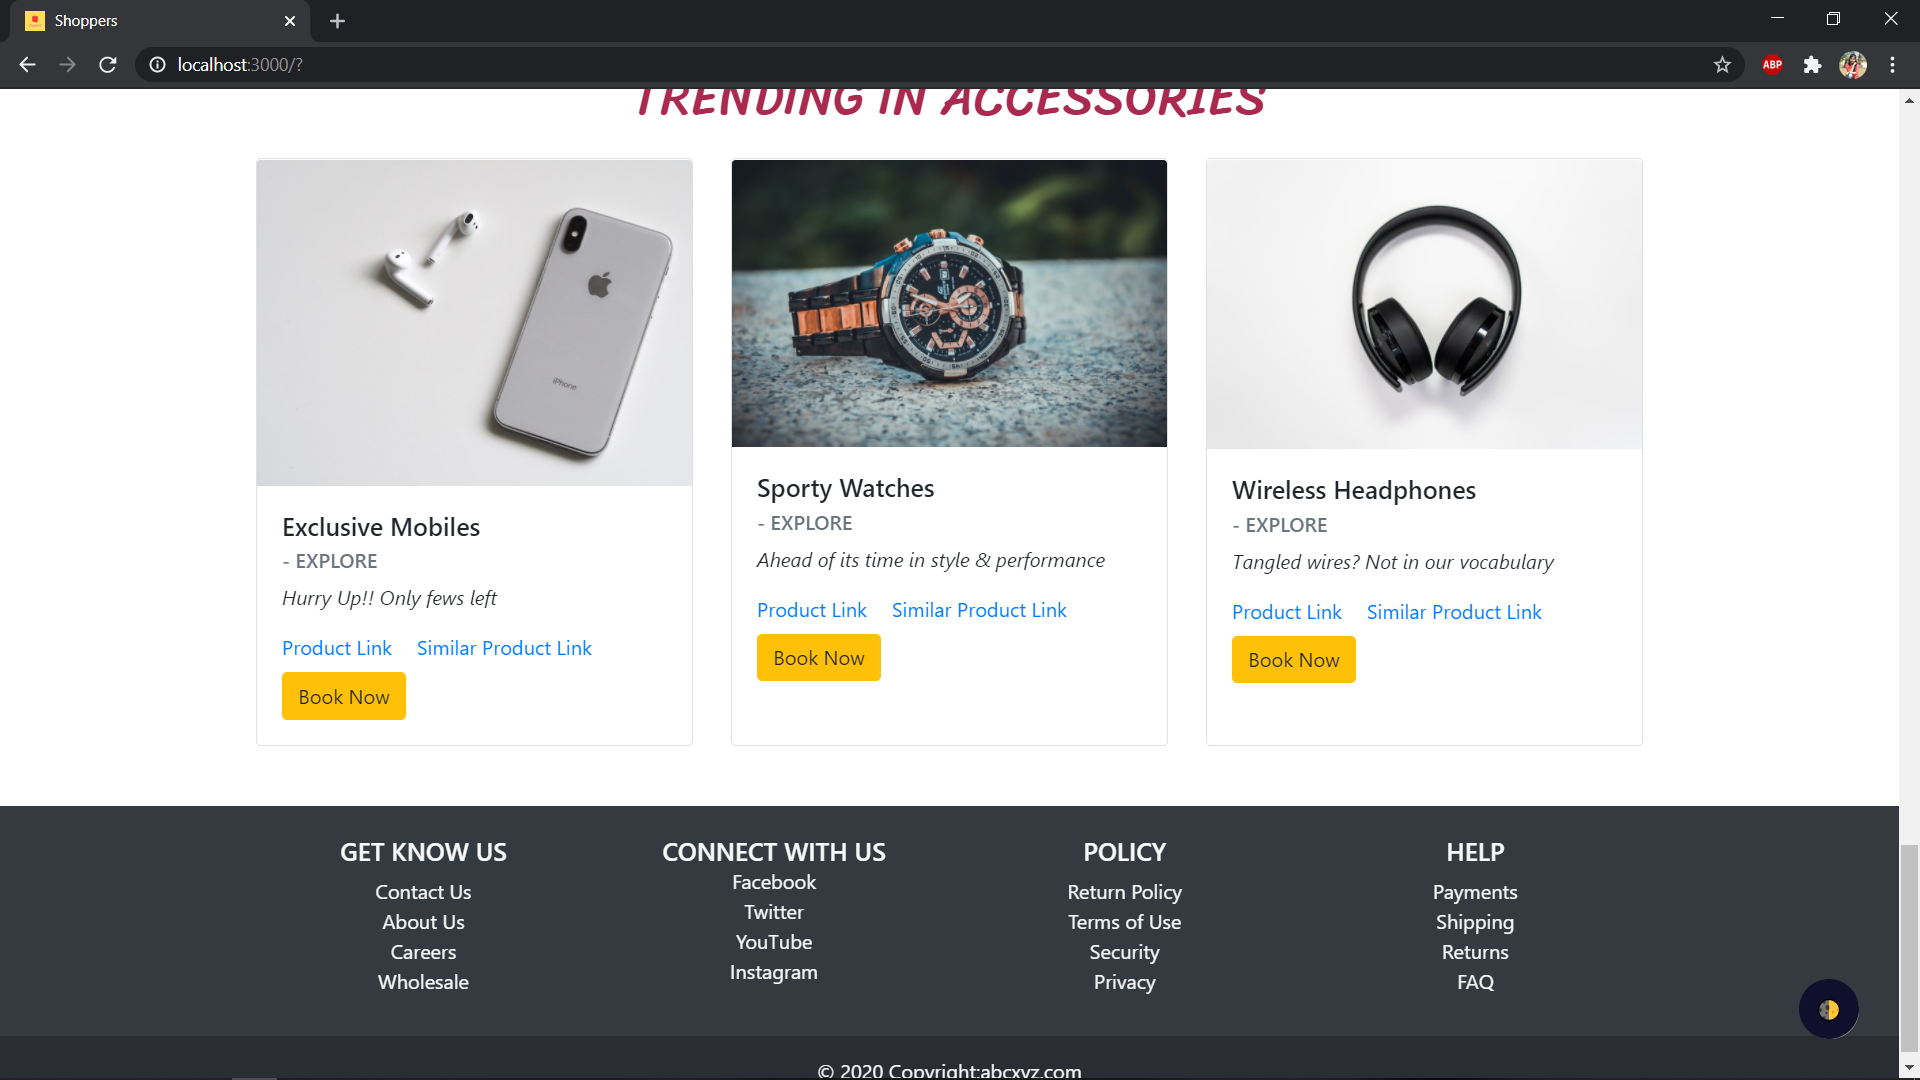 Shoppers
localhost:3000/?
ABP
TRENDING IN ACCESSORIES
iPhone
Exclusive Mobiles
- EXPLORE
Hurry Up!! Only fews left
Product Link Similar Product Link
Book Now
Sporty Watches
- EXPLORE
Ahead of its time in style & performance
Product Link Similar Product Link
Book Now
Wireless Headphones
- EXPLORE
Tangled wires? Not in our vocabulary
Product Link Similar Product Link
Book Now
GET KNOW US
Contact Us
About Us
Careers
Wholesale
CONNECT WITH US
Facebook
Twitter
YouTube
Instagram
POLICY
Return Policy
Terms of Use
Security
Privacy
HELP
Payments
Shipping
Returns
FAQ
© 2020 Copyright:abcxyz.com